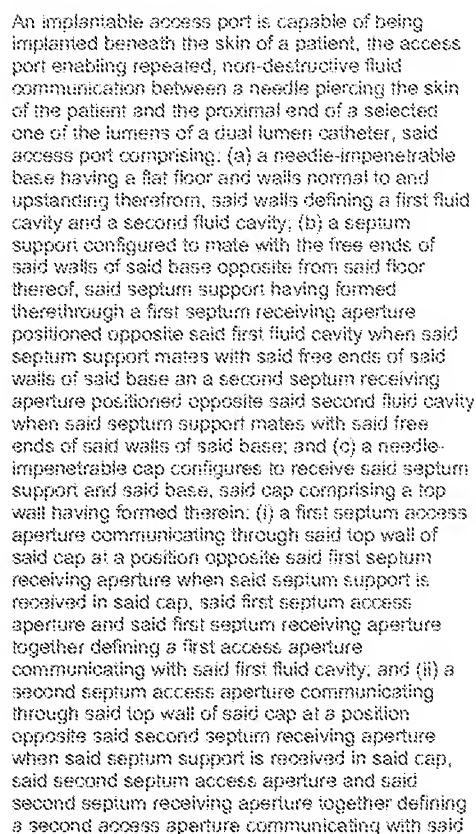 An implantable access port is capable of being
implanted beneath the skin of a patient, the access
port enabling repeated, non-destructive fluid
communication between a needle piercing the skin
of the patient and the proximal end of a selected
one of the lumens of a dual lumen catheter, said
access port comprising: (a) a needle-impenetrable
base having a flat floor and walls normal to and
upstanding therefrom, said walls defining a first fluid
cavity and a second fluid cavity; (b) a septum
support configured to mate with the free ends of
said walls of said base opposite from said floor
thereof, said septum support having formed
therethrough a first septum receiving aperture
positioned opposite said first fluid cavity when said
septum support mates with said free ends of said
walls of said base an a second septum receiving
aperture positioned opposite said second fluid cavity
when said septum support mates with said free
ends of said walls of said base; and (c) a needle-
impenetrable cap configures to receive said septum
support and said base, said cap comprising a top
wall having formed therein: (i) a first septum access
aperture communicating through said top wall of
said cap at a position opposite said first septum
receiving aperture when said septum support is
received in said cap, said first septum access
aperture and said first septum receiving aperture
together defining a first access aperture
communicating with said first fluid cavity; and (ii) a
second septum access aperture communicating
through said top wall of said cap at a position
opposite said second septum receiving aperture
when said septum support is received in said cap,
said second septum access aperture and said
second septum receiving aperture together defining
a second access aperture communicating with said